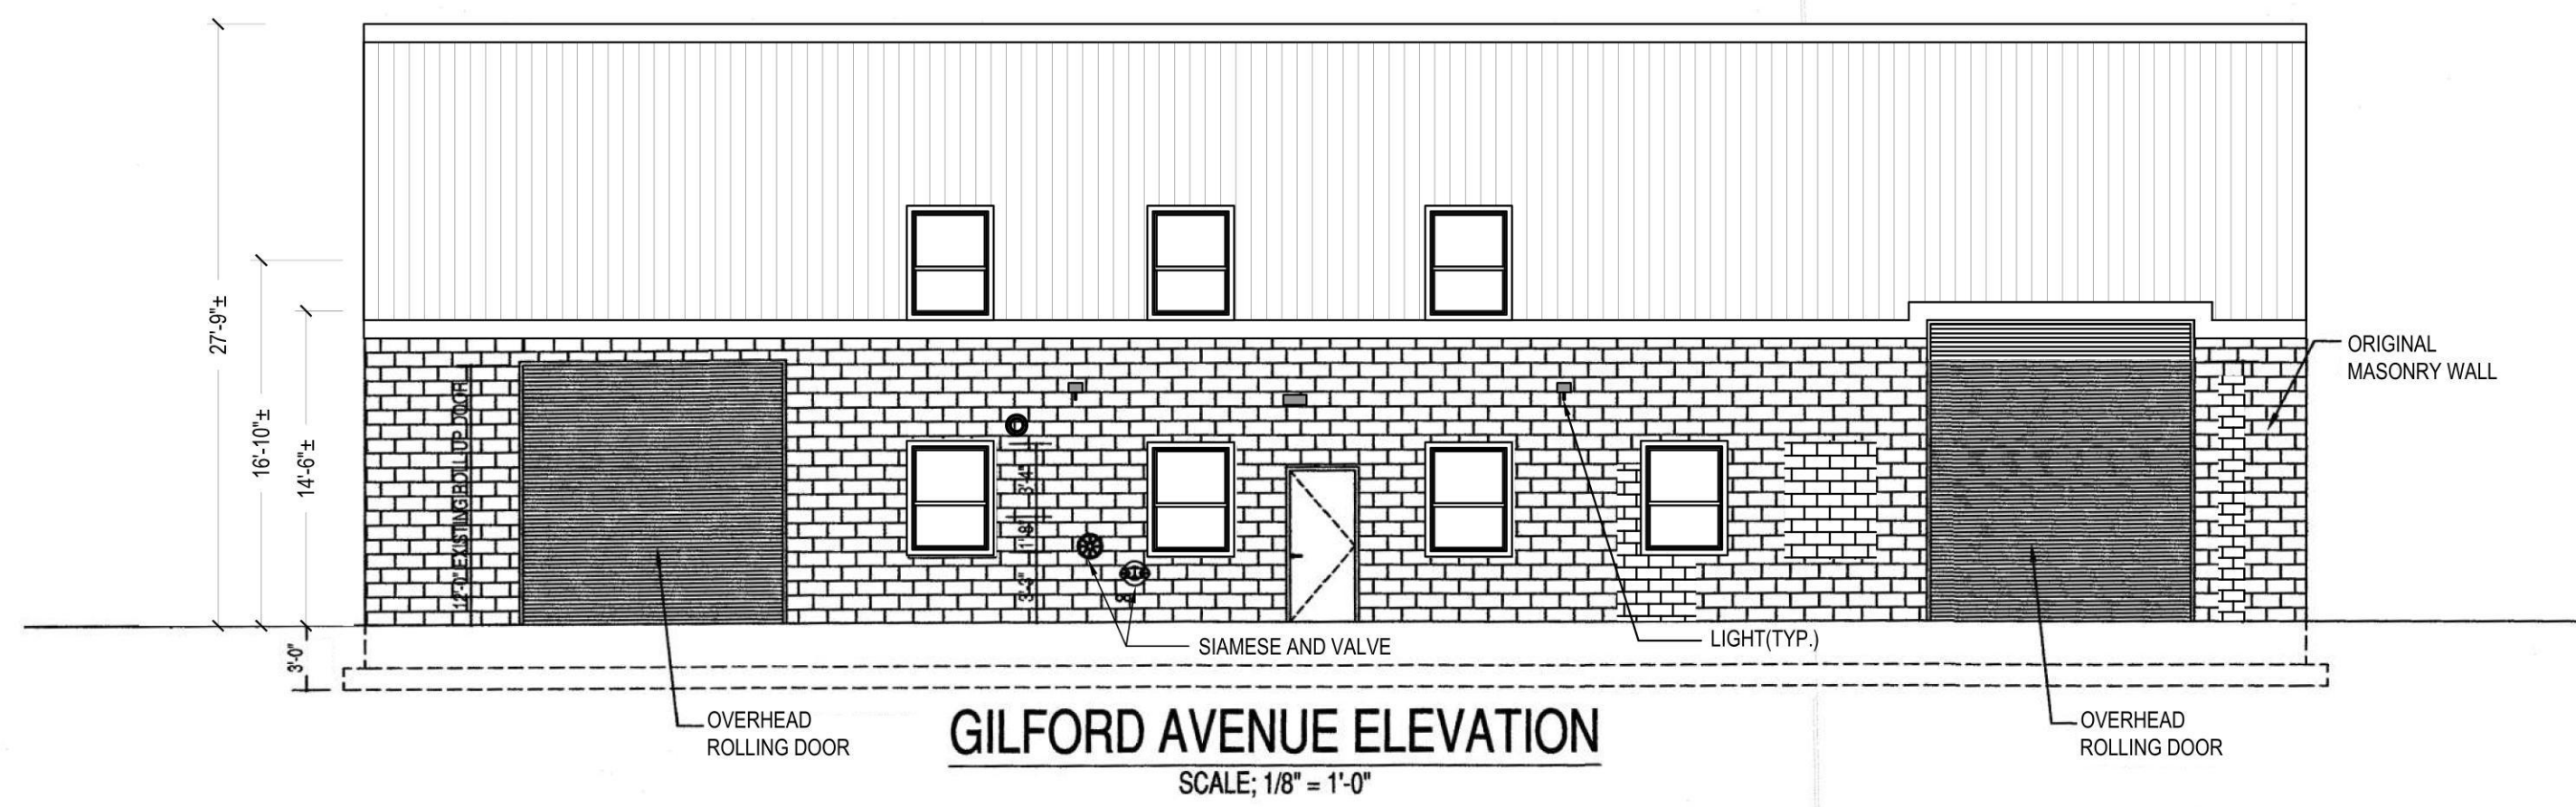 27'-9"±
16'-10"±
14'-6"±
3'-0"
12'-0" EXISTING ROLL UP DOOR
3'-4"
1'-8"
3'-3"
ORIGINAL
MASONRY WALL
SIAMESE AND VALVE
LIGHT(TYP.)
OVERHEAD
ROLLING DOOR
OVERHEAD
ROLLING DOOR
GILFORD AVENUE ELEVATION
SCALE; 1/8" = 1'-0"